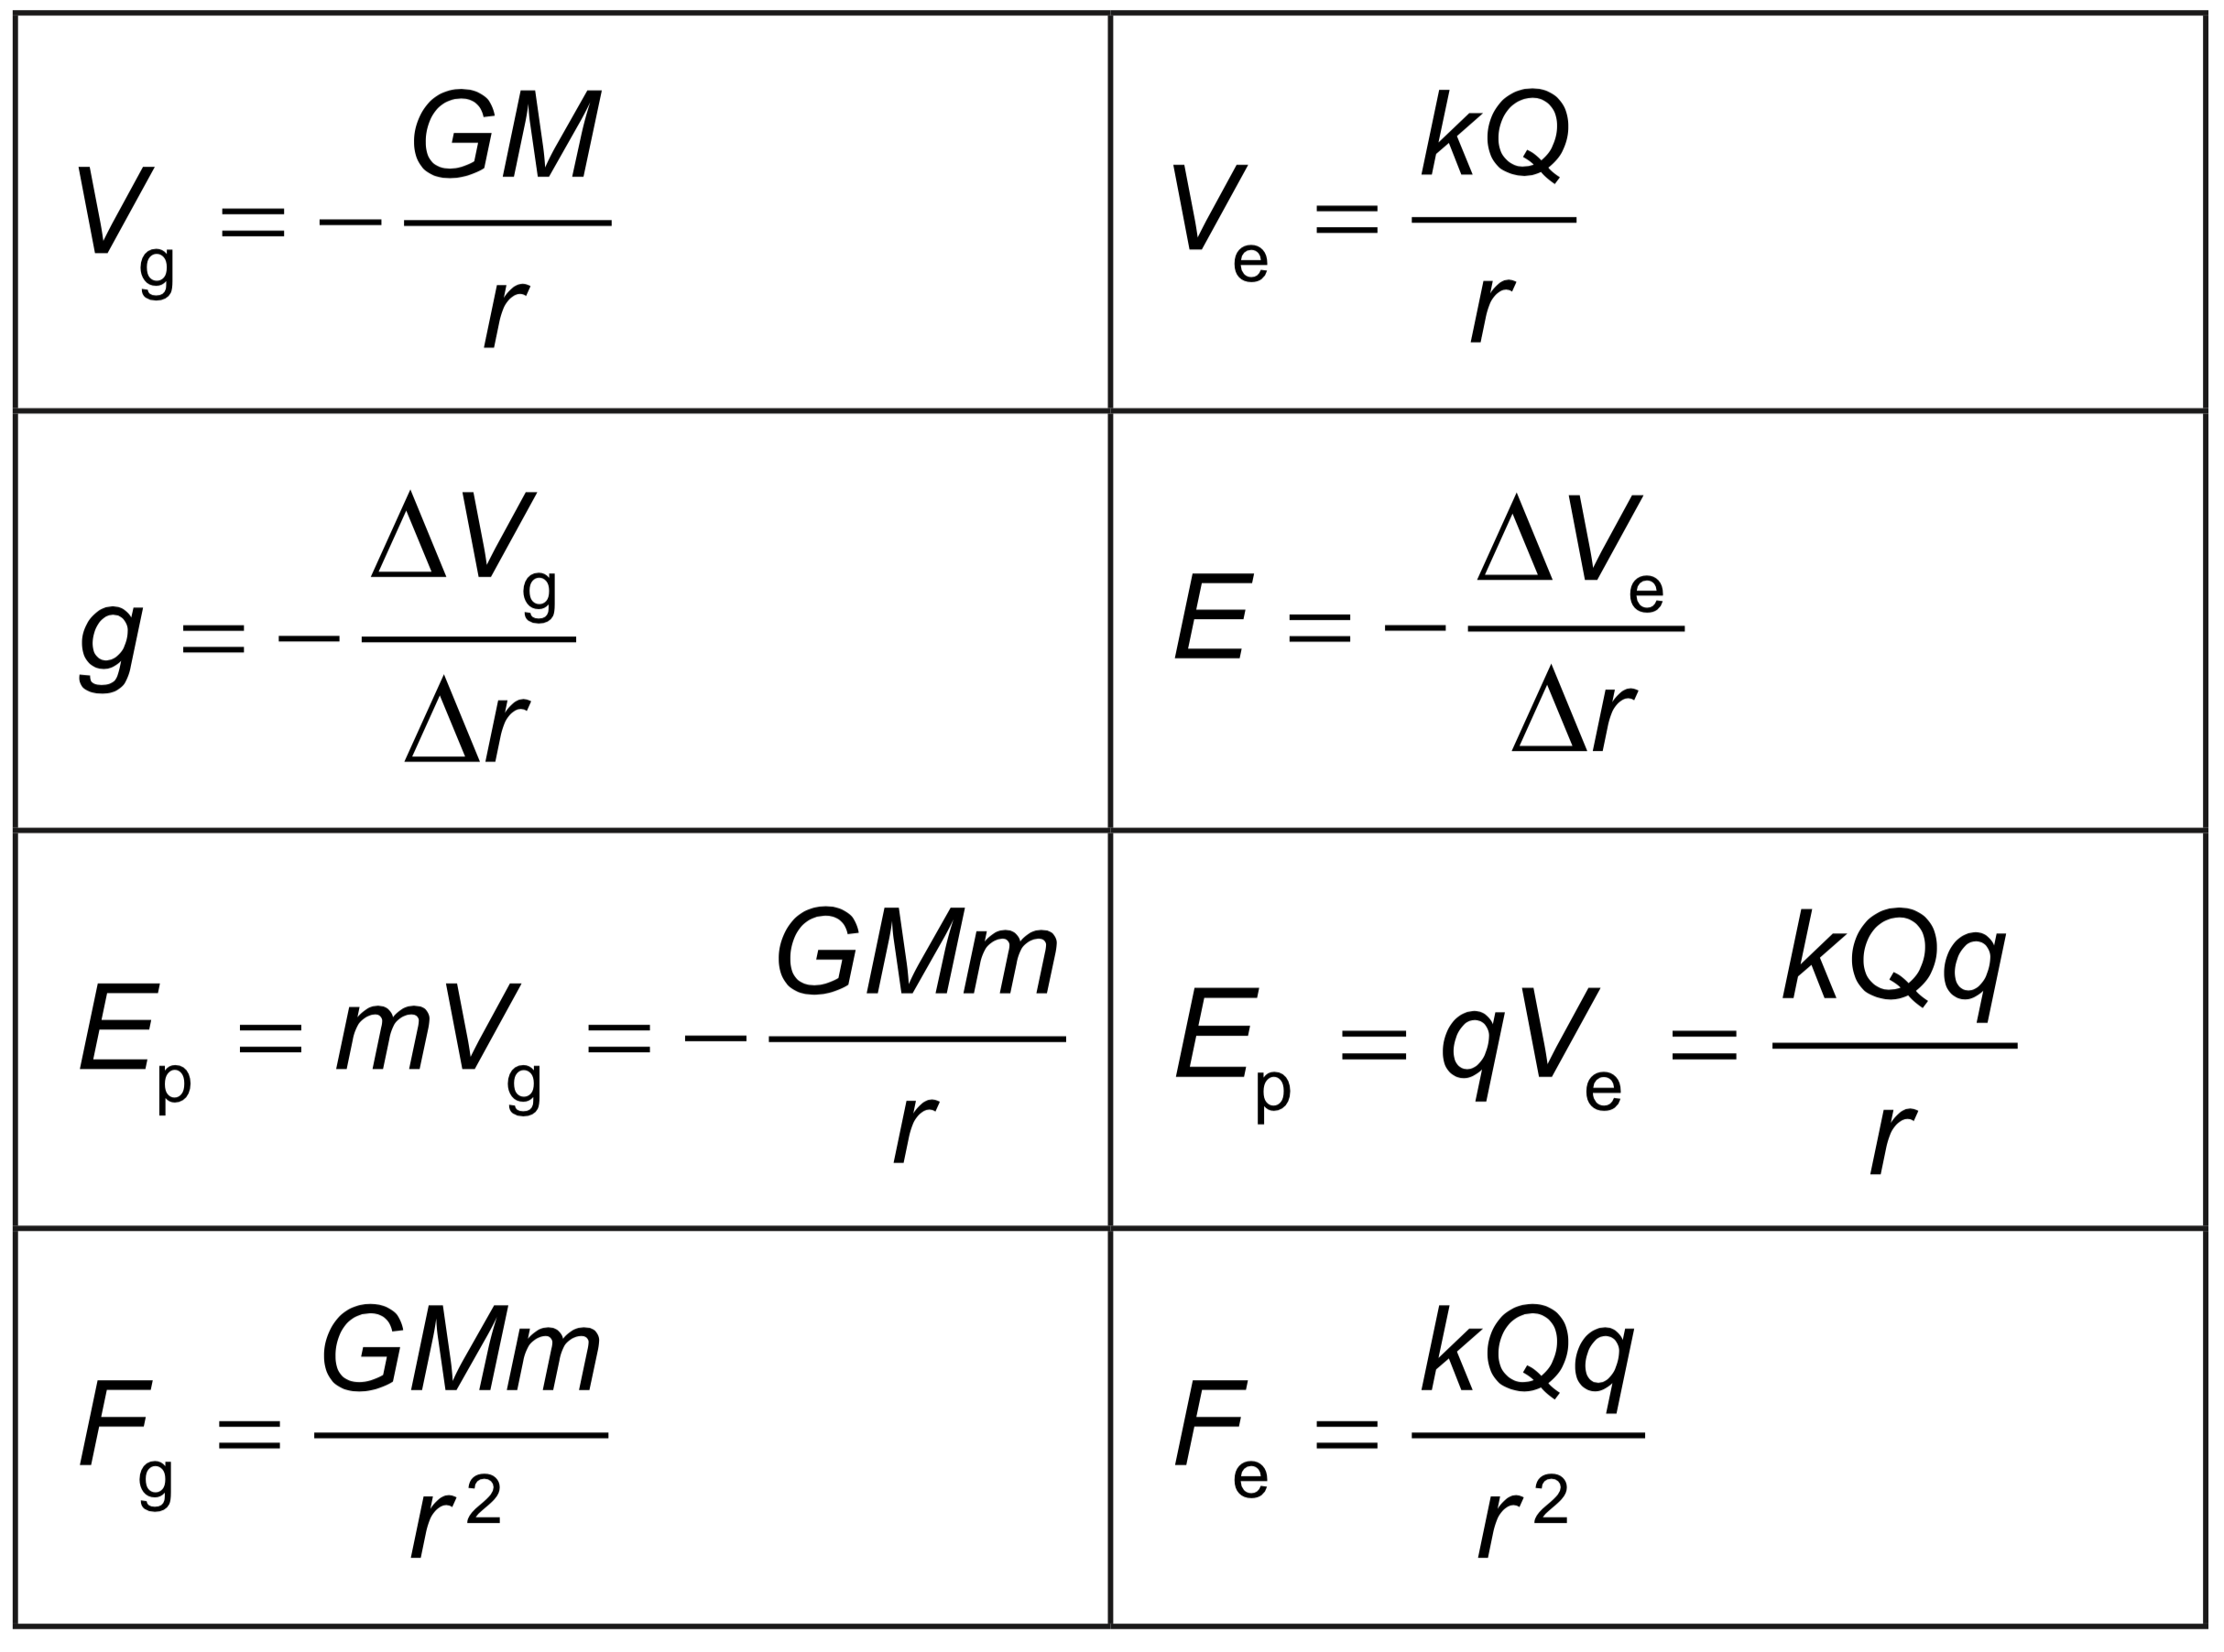 V_g = − GM / r
V_e = kQ / r
g = − ΔV_g / Δr
E = − ΔV_e / Δr
E_p = mV_g = − GMm / r
E_p = qV_e = kQq / r
F_g = GMm / r²
F_e = kQq / r²